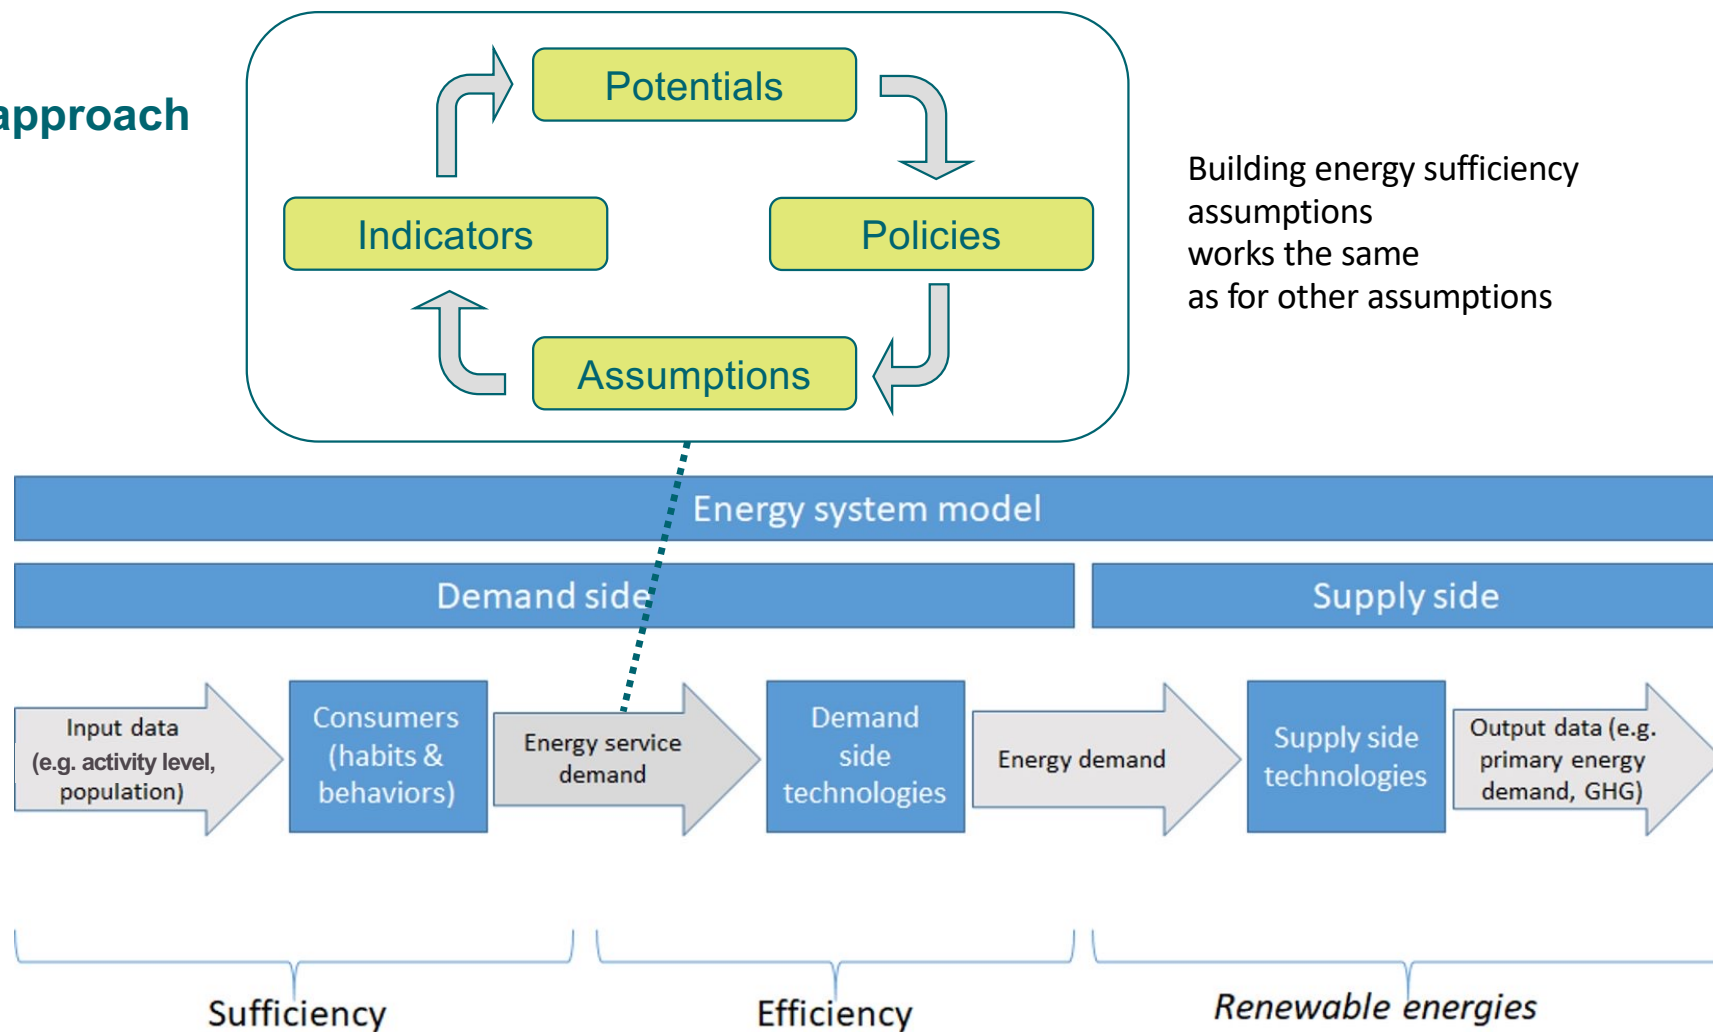 approach
Potentials
Indicators
Policies
Assumptions
Building energy sufficiency
assumptions
works the same
as for other assumptions
Energy system model
Demand side
Supply side
Input data
(e.g. activity level,
population)
Consumers
(habits &
behaviors)
Energy service
demand
Demand
side
technologies
Energy demand
Supply side
technologies
Output data (e.g.
primary energy
demand, GHG)
Sufficiency
Efficiency
Renewable energies